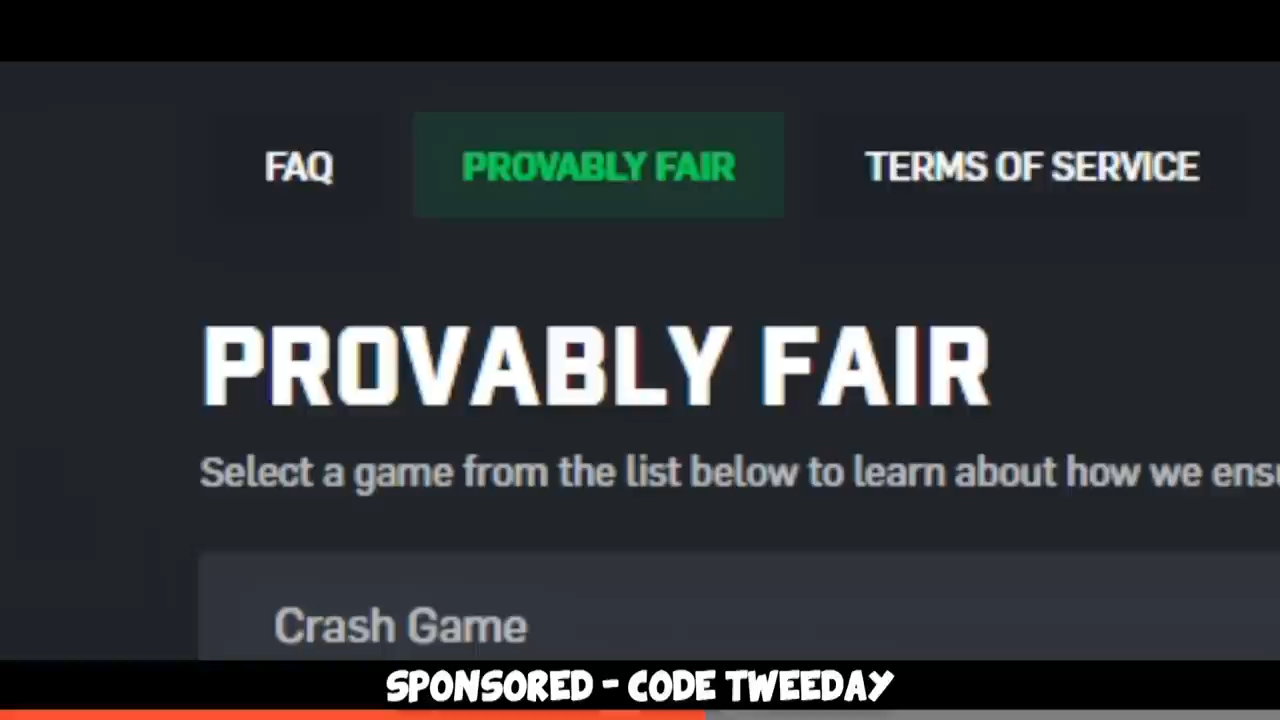 FAQ PROVABLY FAIR TERMS OF SERVICE
PROVABLY FAIR
Select a game from the list below to learn about how we
Crash Game
SPONSORED - CODE TWEEDAY